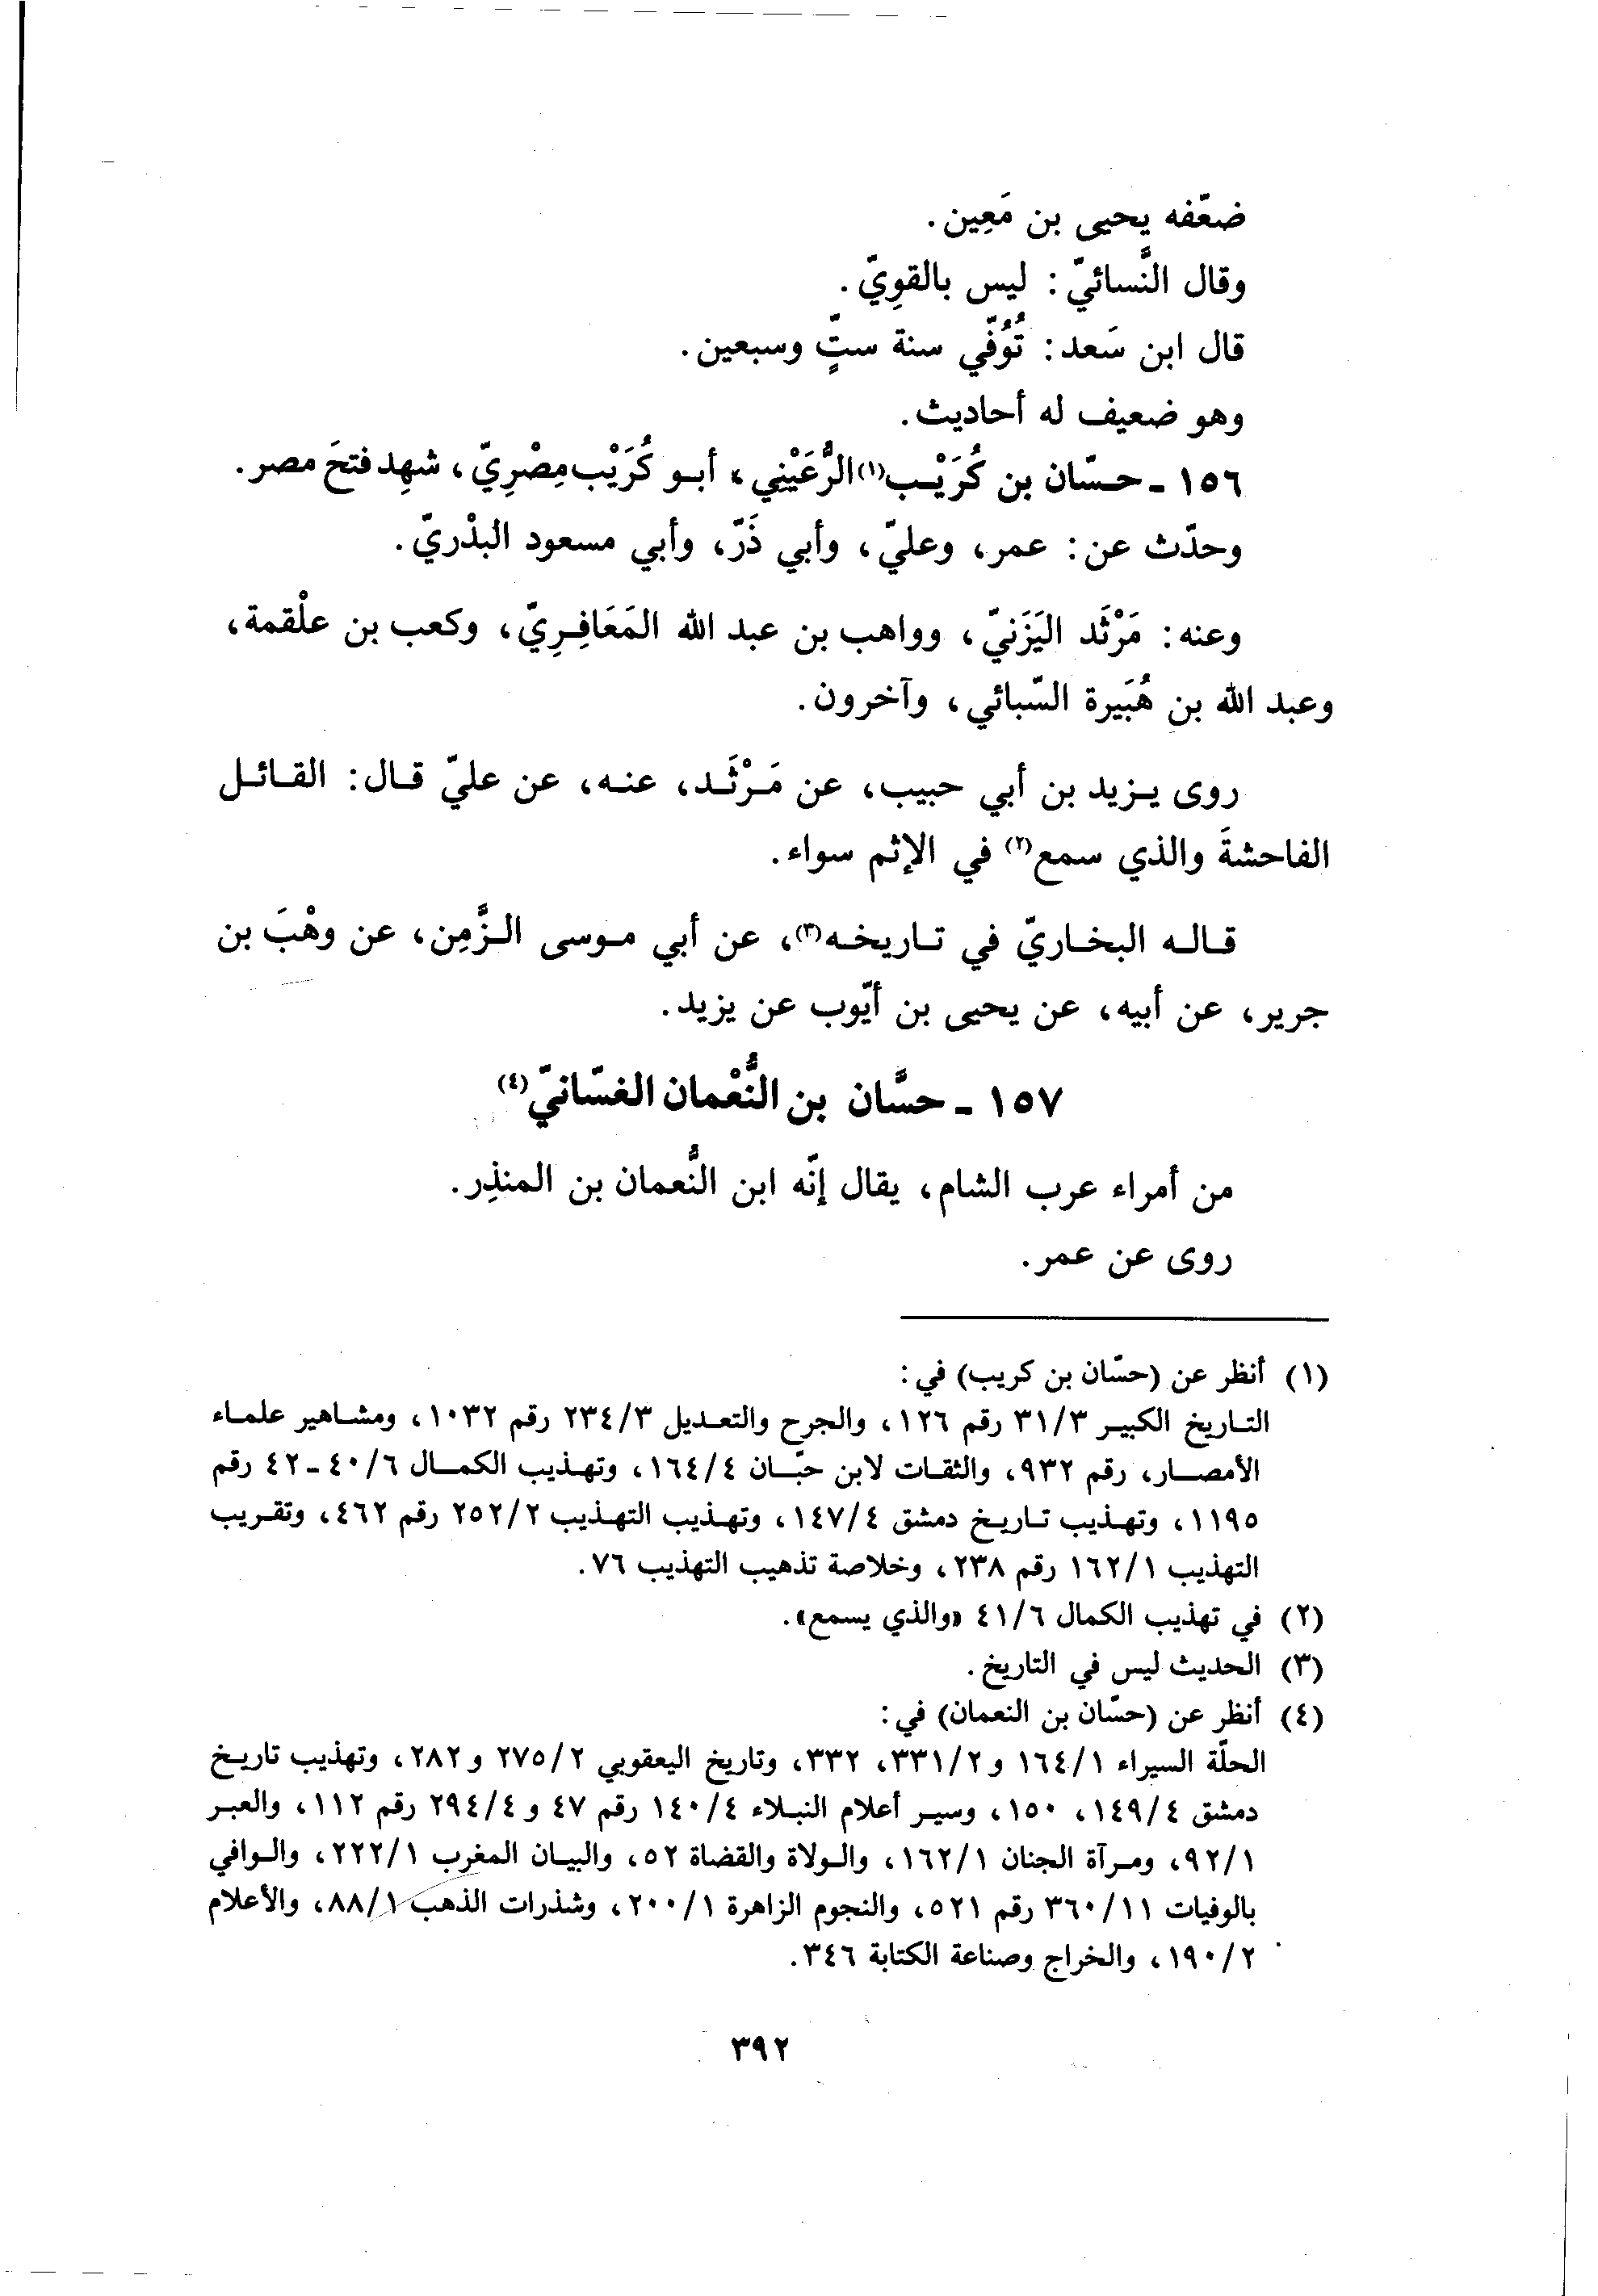 ضعّفه يحيى بن مَعِين.
وقال النَّسائيّ: ليس بالقوِيّ.
قال ابن سَعد: تُوُفّي سنة ستٍّ وسبعين.
وهو ضعيف له أحاديث.
١٥٦ - حسّان بن كُرَيْب(١) الرُّعَيْنِي، أبو كُرَيْب مِصْرِيّ، شهِد فتحَ مصر.
وحدّث عن: عمر، وعليّ، وأبي ذَرّ، وأبي مسعود البدْريّ.
وعنه: مَرْثَد اليَزَنيّ، وواهب بن عبد الله المَعَافِرِيّ، وكعب بن علْقمة،
وعبد الله بن هُبَيرة السّبائي، وآخرون.
روى يزيد بن أبي حبيب، عن مَرْثَد، عنه، عن عليّ قال: القائل
الفاحشةَ والذي سمع(٢) في الإثم سواء.
قاله البخاريّ في تاريخه(٣)، عن أبي موسى الزَّمِن، عن وهْبَ بن
جرير، عن أبيه، عن يحيى بن أيّوب عن يزيد.
١٥٧ - حسَّان بن النُّعْمان الغسّانيّ(٤)
من أمراء عرب الشام، يقال إنّه ابن النُّعمان بن المنذِر.
روى عن عمر.
(١) أنظر عن (حسّان بن كريب) في:
التاريخ الكبير ٣١/٣ رقم ١٢٦، والجرح والتعديل ٢٣٤/٣ رقم ١٠٣٢، ومشاهير علماء
الأمصار، رقم ٩٣٢، والثقات لابن حبّان ١٦٤/٤، وتهذيب الكمال ٤٠/٦ - ٤٢ رقم
١١٩٥، وتهذيب تاريخ دمشق ١٤٧/٤، وتهذيب التهذيب ٢٥٢/٢ رقم ٤٦٢، وتقريب
التهذيب ١٦٢/١ رقم ٢٣٨، وخلاصة تذهيب التهذيب ٧٦.
(٢) في تهذيب الكمال ٤١/٦ «والذي يسمع».
(٣) الحديث ليس في التاريخ.
(٤) أنظر عن (حسّان بن النعمان) في:
الحلّة السيراء ١٦٤/١ و ٣٣١/٢، ٣٣٢، وتاريخ اليعقوبي ٢٧٥/٢ و ٢٨٢، وتهذيب تاريخ
دمشق ١٤٩/٤، ١٥٠، وسير أعلام النبلاء ١٤٠/٤ رقم ٤٧ و ٢٩٤/٤ رقم ١١٢، والعبر
٩٢/١، ومرآة الجنان ١٦٢/١، والولاة والقضاة ٥٢، والبيان المغرب ٢٢٢/١، والوافي
بالوفيات ٣٦٠/١١ رقم ٥٢١، والنجوم الزاهرة ٢٠٠/١، وشذرات الذهب ٨٨/١، والأعلام
١٩٠/٢، والخراج وصناعة الكتابة ٣٤٦.
٣٩٢